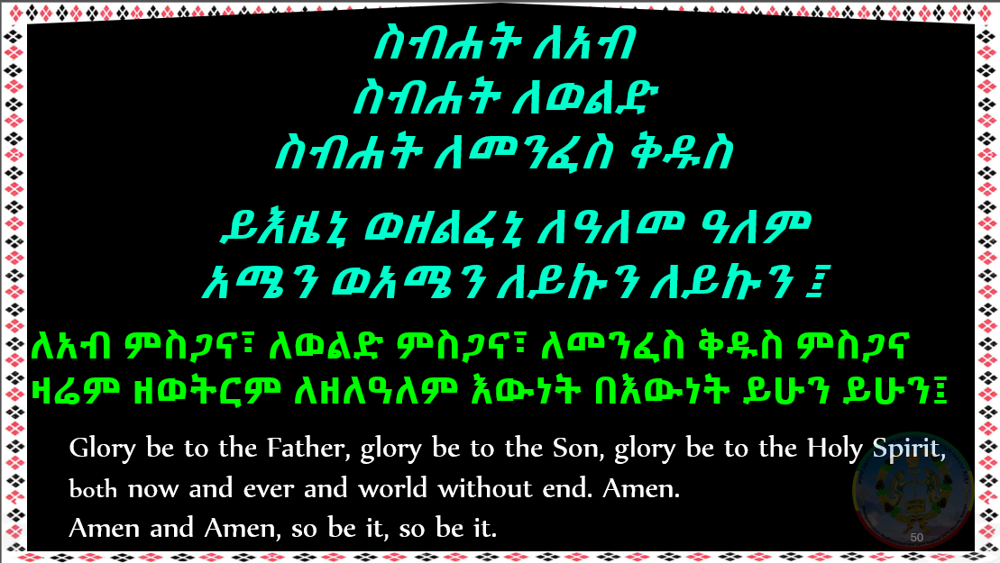 ስብሐት ለአብ
ስብሐት ለወልድ
ስብሐት ለመንፈስ ቅዱስ
ይእዜኒ ወዘልፈኒ ለዓለመ ዓለም
አሜን ወአሜን ለይኩን ለይኩን ፤
ለአብ ምስጋና፣ ለወልድ ምስጋና፣ ለመንፈስ ቅዱስ ምስጋና
ዛሬም ዘወትርም ለዘለዓለም እውነት በእውነት ይሁን ይሁን፤
Glory be to the Father, glory be to the Son, glory be to the Holy Spirit,
both now and ever and world without end. Amen.
Amen and Amen, so be it, so be it.
50